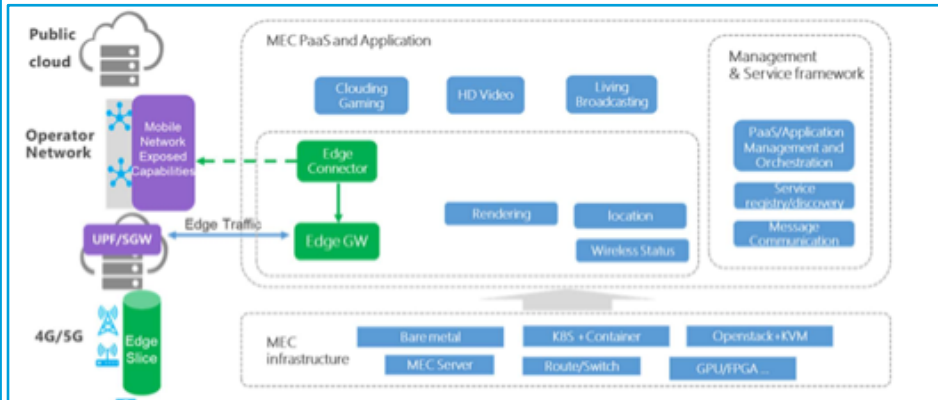 Public
cloud
Operator
Network
Mobile
Network
Exposed
Capabilities
UPF/SGW
Edge Traffic
4G/5G
Edge
Slice
MEC PaaS and Application
Clouding
Gaming
HD Video
Living
Broadcasting
Edge
Connector
Edge GW
Rendering
location
Wireless Status
Management
& Service framework
PaaS/Application
Management and
Orchestration
Service
registry/discovery
Message
Communication
MEC
infrastructure
Bare metal
K8S +Container
Openstack+KVM
MEC Server
Route/Switch
GPU/FPGA ...